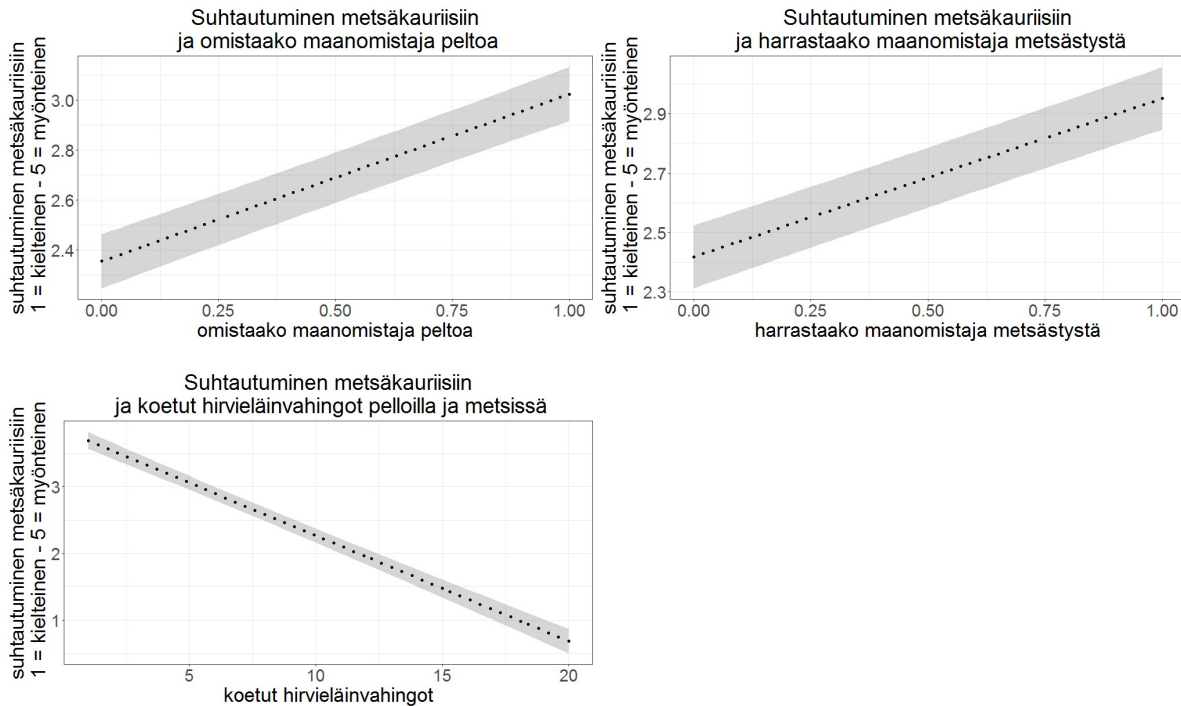 Suhtautuminen metsäkauriisiin
ja omistaako maanomistaja peltoa
suhtautuminen metsäkauriisiin
1 = kielteinen - 5 = myönteinen
3.0
2.8
2.6
2.4
0.00 0.25 0.50 0.75 1.00
omistaako maanomistaja peltoa
Suhtautuminen metsäkauriisiin
ja harrastaako maanomistaja metsästystä
suhtautuminen metsäkauriisiin
1 = kielteinen - 5 = myönteinen
2.9
2.7
2.5
2.3
0.00 0.25 0.50 0.75 1.00
harrastaako maanomistaja metsästystä
Suhtautuminen metsäkauriisiin
ja koetut hirvieläinvahingot pelloilla ja metsissä
suhtautuminen metsäkauriisiin
1 = kielteinen - 5 = myönteinen
3
2
1
5 10 15 20
koetut hirvieläinvahingot